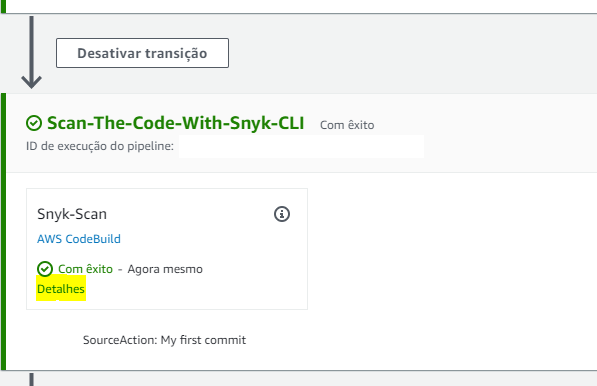 Desativar transição
Scan-The-Code-With-Snyk-CLI Com êxito
ID de execução do pipeline:
Snyk-Scan
AWS CodeBuild
Com êxito - Agora mesmo
Detalhes
SourceAction: My first commit